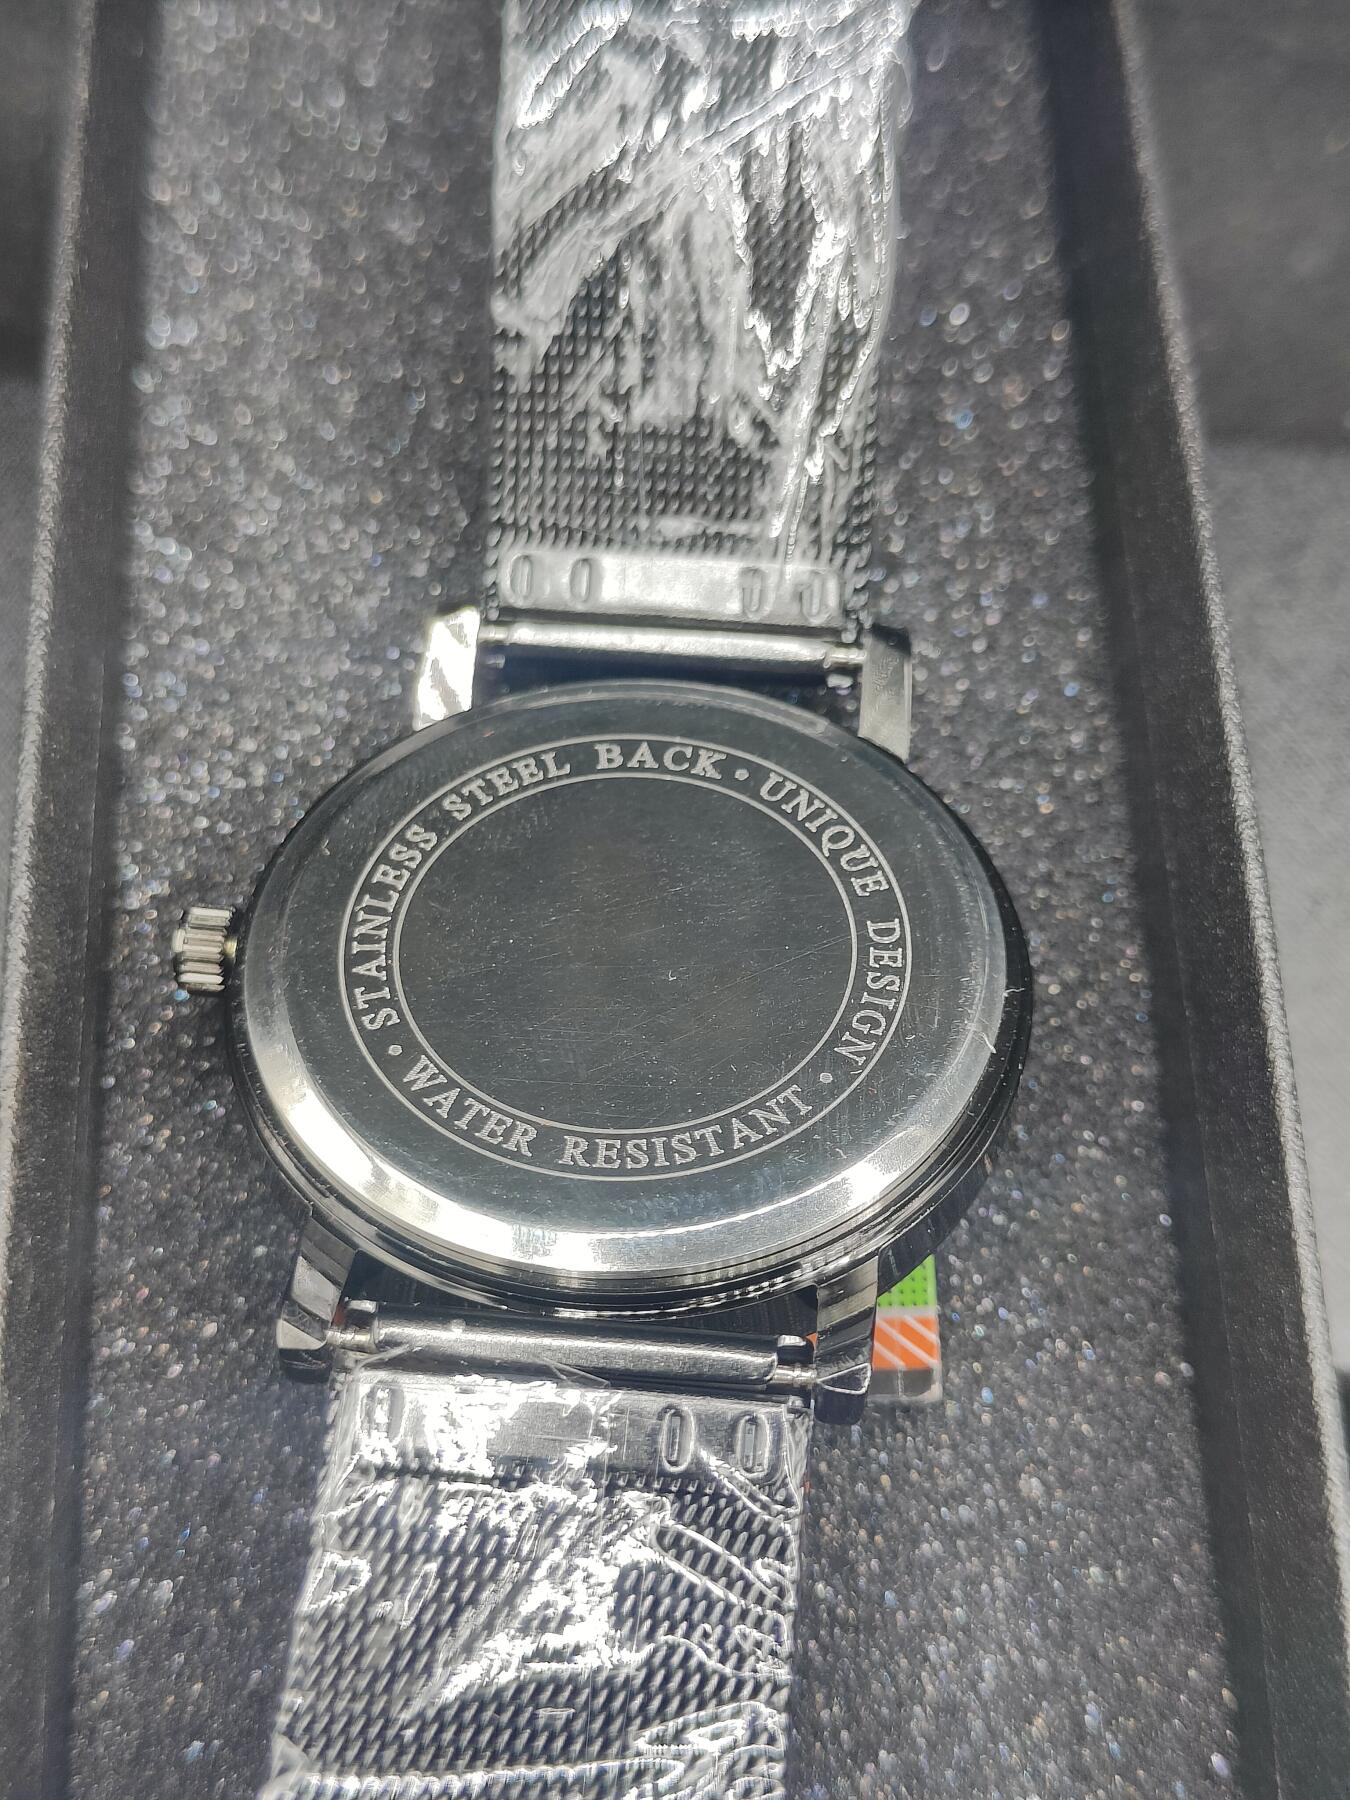 STAINLESS STEEL BACK • UNIQUE DESIGN • WATER RESISTANT •